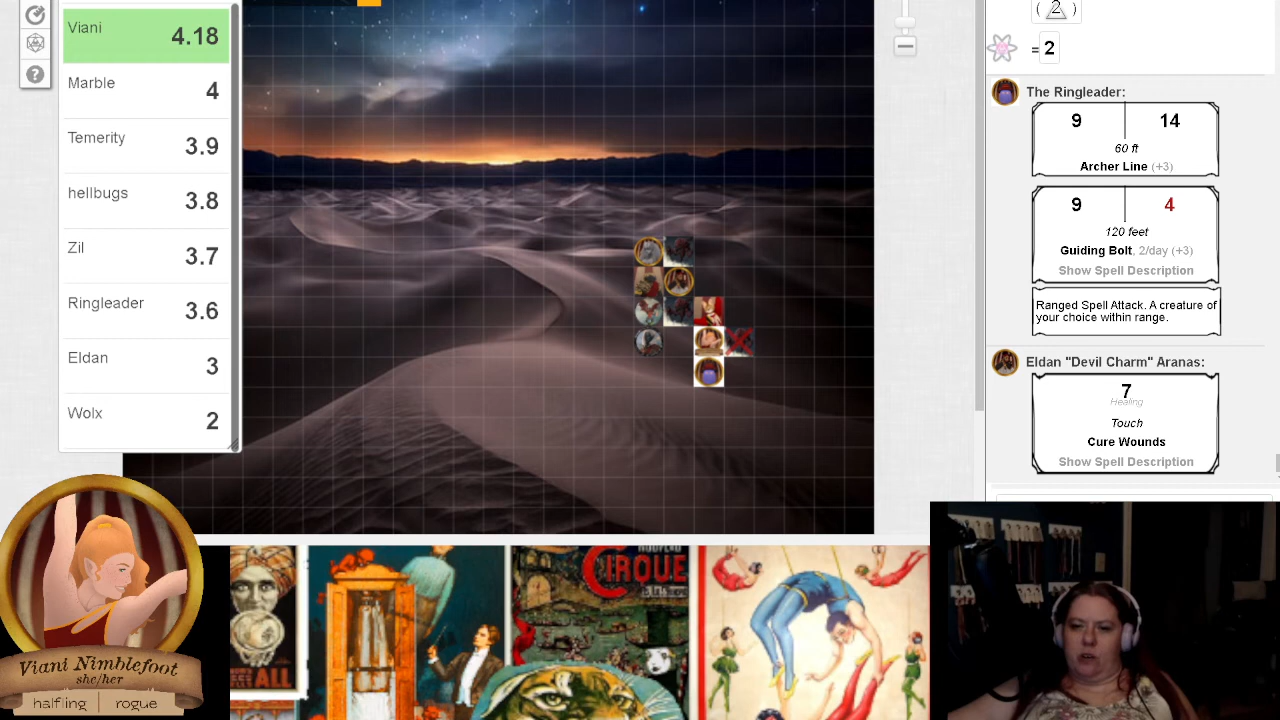 Viani 4.18
Marble 4
Temerity 3.9
hellbugs 3.8
Zil 3.7
Ringleader 3.6
Eldan 3
Wolx 2
( 2 )
= 2
The Ringleader:
9 14
60 ft
Archer Line (+3)
9 4
120 feet
Guiding Bolt, 2/day (+3)
Show Spell Description
Ranged Spell Attack. A creature of
your choice within range.
Eldan "Devil Charm" Aranas:
7
Healing
Touch
Cure Wounds
Show Spell Description
Viani Nimblefoot
she/her
halfling rogue
ALL
CIRQUE